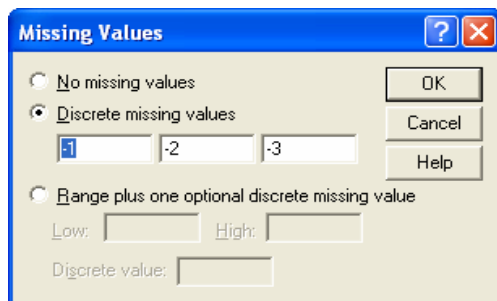 Missing Values
No missing values
OK
Discrete missing values
Cancel
-1 -2 -3
Help
Range plus one optional discrete missing value
Low: High:
Discrete value: